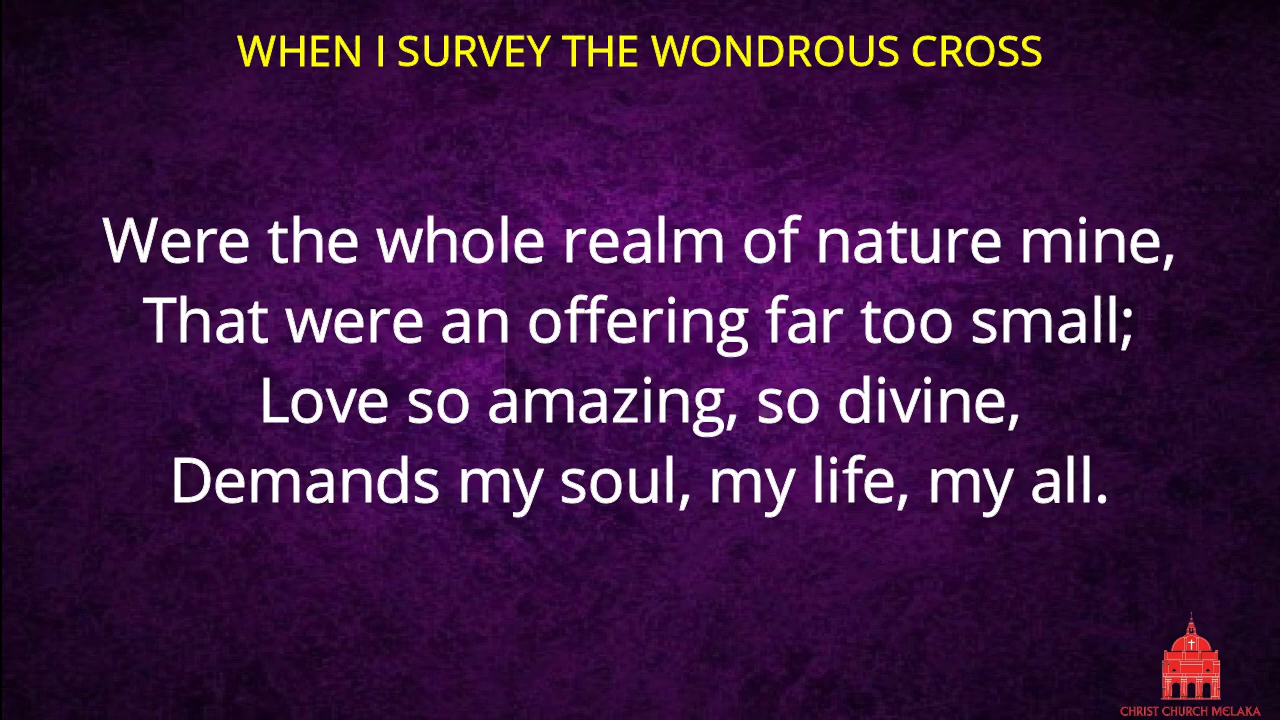 WHEN I SURVEY THE WONDROUS CROSS
Were the whole realm of nature mine,
That were an offering far too small;
Love so amazing, so divine,
Demands my soul, my life, my all.
CHRIST CHURCH MELAKA